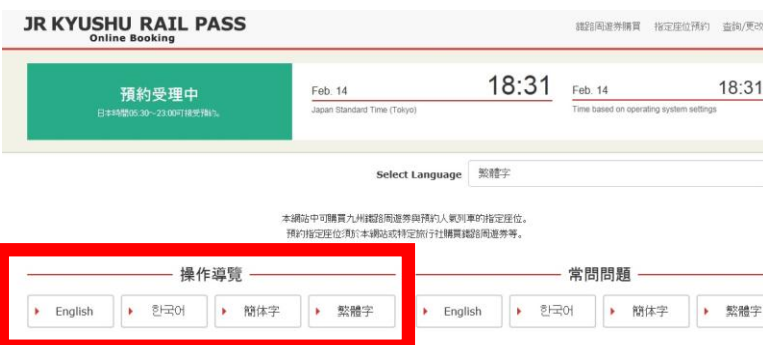 JR KYUSHU RAIL PASS
Online Booking
鐵路周遊券購買 指定座位預約 查詢/更改
預約受理中
日本時間05:30～23:00可接受預約。
Feb. 14 18:31
Japan Standard Time (Tokyo)
Feb. 14 18:31
Time based on operating system settings
Select Language 繁體字
本網站中可購買九州鐵路周遊券與預約人氣列車的指定座位。
預約指定座位須於本網站或特定旅行社購買鐵路周遊券等。
操作導覽
English 한국어 簡体字 繁體字
常問問題
English 한국어 簡体字 繁體字